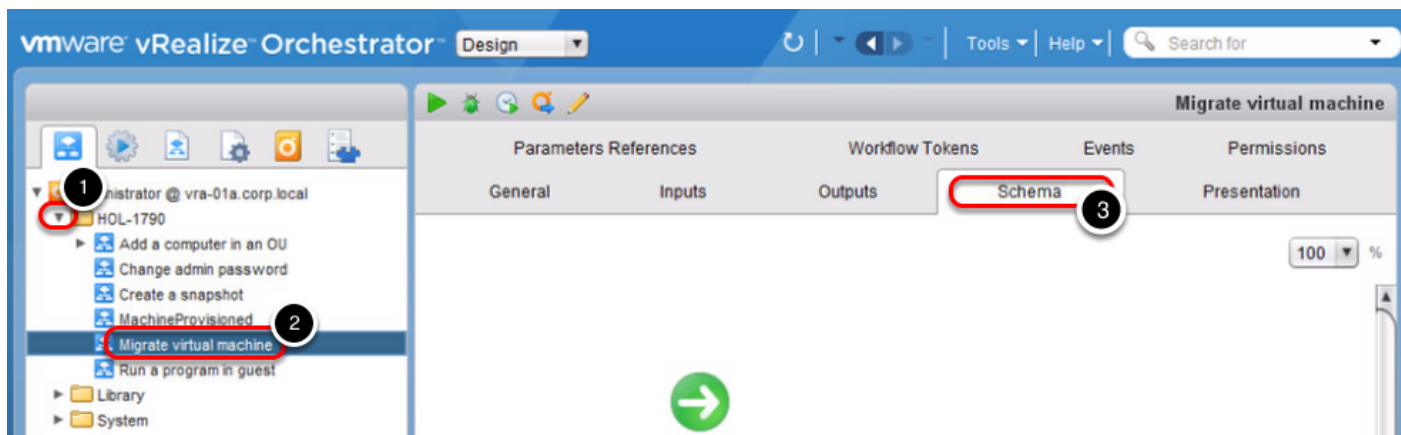 vmware vRealize Orchestrator Design Tools Help Search for
Migrate virtual machine
Parameters References Workflow Tokens Events Permissions
General Inputs Outputs Schema Presentation
1
nistrator @ vra-01a.corp.local
HOL-1790
3
Add a computer in an OU
100 %
Change admin password
Create a snapshot
MachineProvisioned
2
Migrate virtual machine
Run a program in guest
Library
System